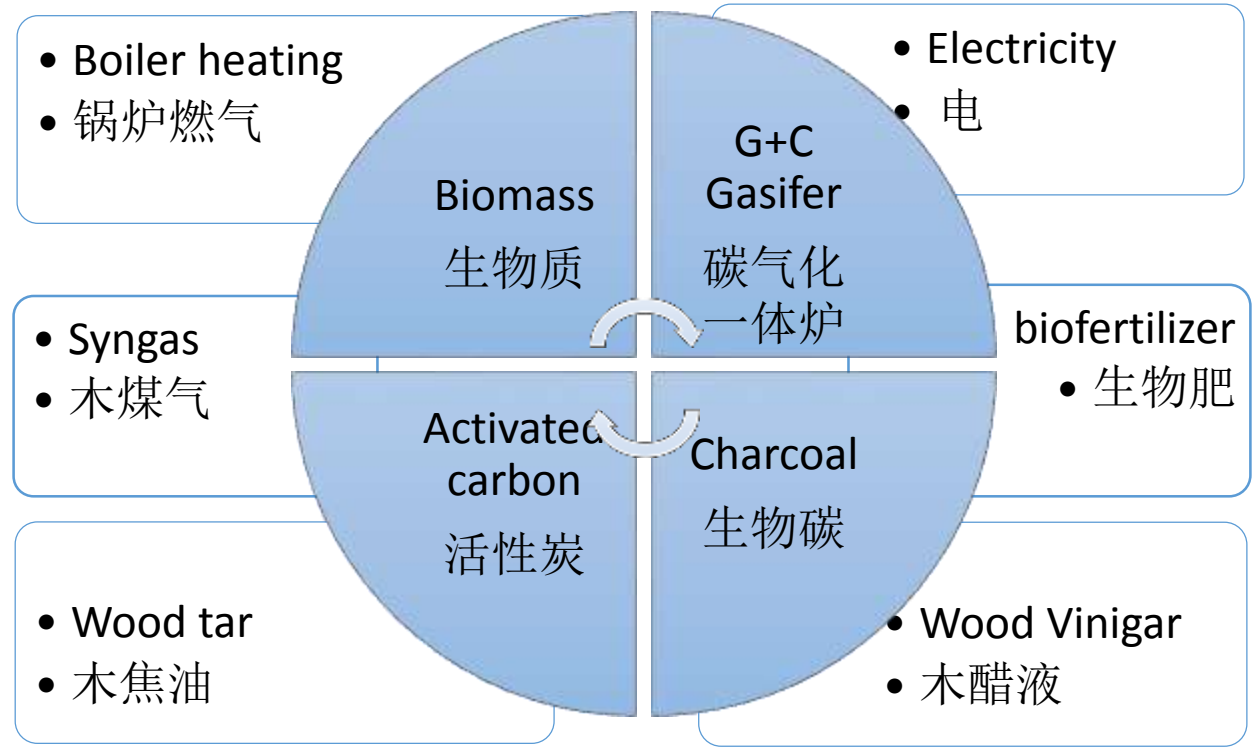 Boiler heating
锅炉燃气
Electricity
电
Biomass
生物质
G+C
Gasifer
碳气化
一体炉
Syngas
木煤气
biofertilizer
生物肥
Activated
carbon
活性炭
Charcoal
生物碳
Wood tar
木焦油
Wood Vinigar
木醋液